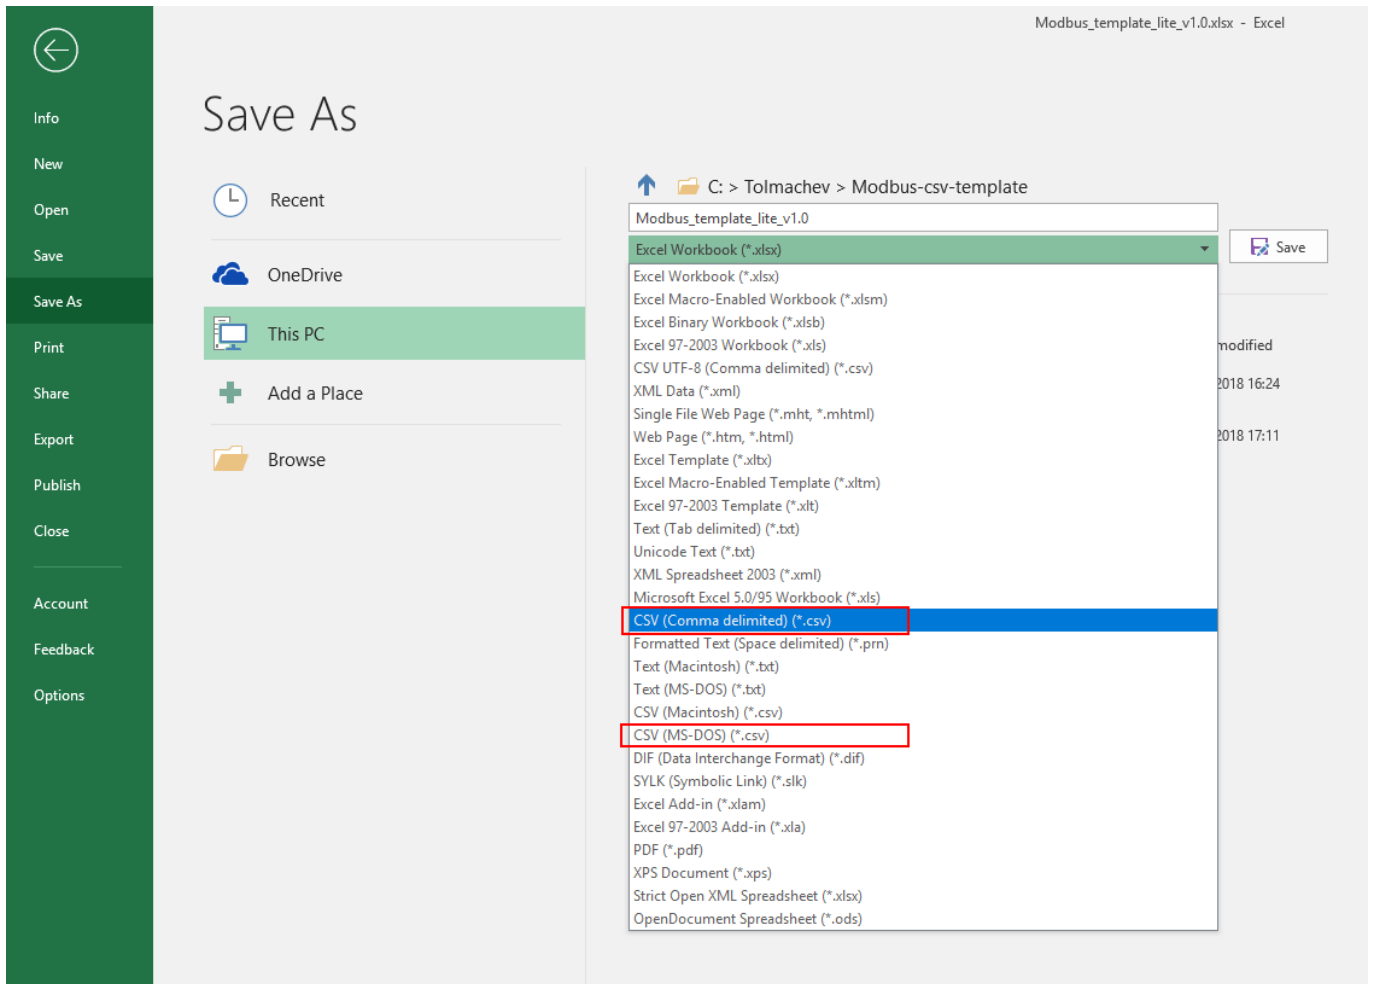 Modbus_template_lite_v1.0.xlsx - Excel
Info
New
Open
Save
Save As
Print
Share
Export
Publish
Close
Account
Feedback
Options
Save As
Recent
OneDrive
This PC
Add a Place
Browse
C: > Tolmachev > Modbus-csv-template
Modbus_template_lite_v1.0
Excel Workbook (*.xlsx)
Save
Excel Workbook (*.xlsx)
Excel Macro-Enabled Workbook (*.xlsm)
Excel Binary Workbook (*.xlsb)
Excel 97-2003 Workbook (*.xls)
CSV UTF-8 (Comma delimited) (*.csv)
XML Data (*.xml)
Single File Web Page (*.mht, *.mhtml)
Web Page (*.htm, *.html)
Excel Template (*.xltx)
Excel Macro-Enabled Template (*.xltm)
Excel 97-2003 Template (*.xlt)
Text (Tab delimited) (*.txt)
Unicode Text (*.txt)
XML Spreadsheet 2003 (*.xml)
Microsoft Excel 5.0/95 Workbook (*.xls)
CSV (Comma delimited) (*.csv)
Formatted Text (Space delimited) (*.prn)
Text (Macintosh) (*.txt)
Text (MS-DOS) (*.txt)
CSV (Macintosh) (*.csv)
CSV (MS-DOS) (*.csv)
DIF (Data Interchange Format) (*.dif)
SYLK (Symbolic Link) (*.slk)
Excel Add-in (*.xlam)
Excel 97-2003 Add-in (*.xla)
PDF (*.pdf)
XPS Document (*.xps)
Strict Open XML Spreadsheet (*.xlsx)
OpenDocument Spreadsheet (*.ods)
modified
2018 16:24
2018 17:11